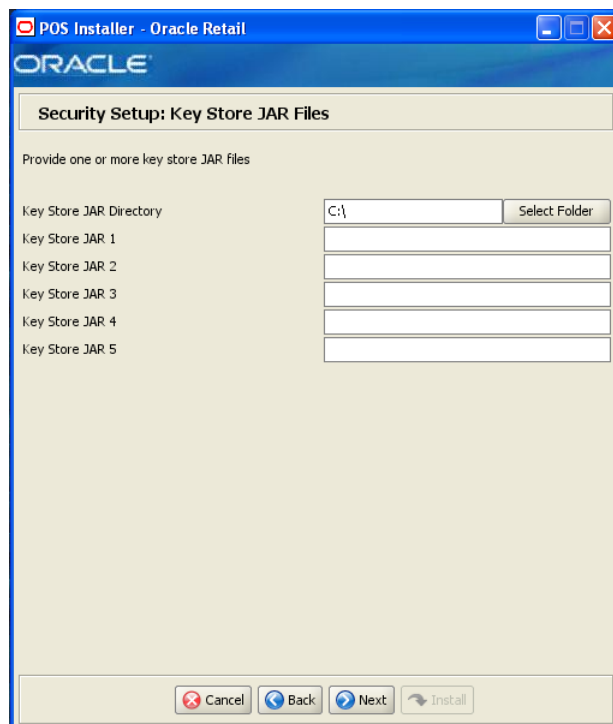 POS Installer - Oracle Retail
ORACLE
Security Setup: Key Store JAR Files
Provide one or more key store JAR files
Key Store JAR Directory C:\ Select Folder
Key Store JAR 1
Key Store JAR 2
Key Store JAR 3
Key Store JAR 4
Key Store JAR 5
Cancel Back Next Install